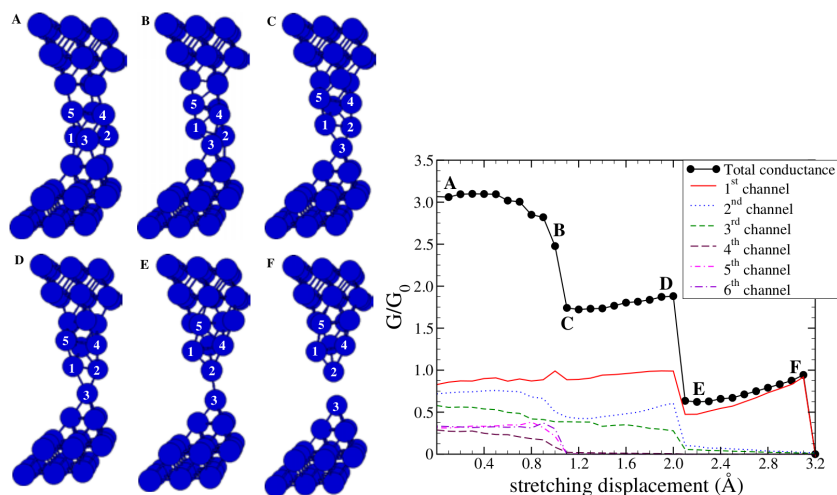 A
B
C
5
4
1
3
2
5
4
1
2
3
5
4
1
2
3
D
E
F
5
4
1
2
3
5
4
1
2
3
5
4
1
2
3
3.5
3.0
2.5
2.0
1.5
1.0
0.5
0
G/G0
A
B
C
D
E
F
Total conductance
1st channel
2nd channel
3rd channel
4th channel
5th channel
6th channel
0.4 0.8 1.2 1.6 2.0 2.4 2.8 3.2
stretching displacement (Å)